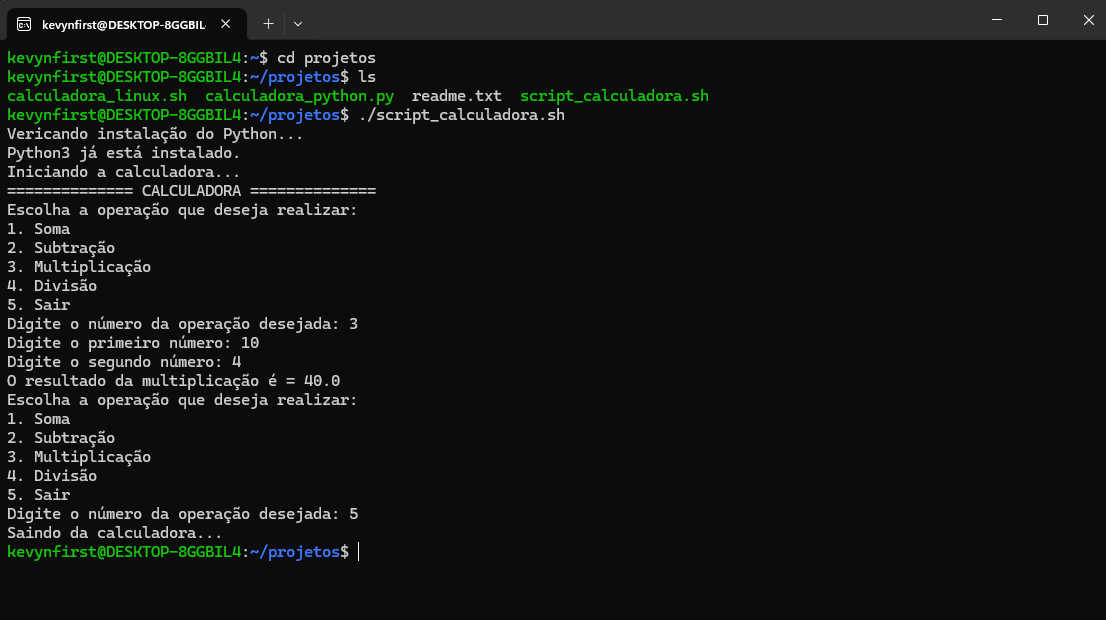 kevynfirst@DESKTOP-8GGBIL
kevynfirst@DESKTOP-8GGBIL4:~$ cd projetos
kevynfirst@DESKTOP-8GGBIL4:~/projetos$ ls
calculadora_linux.sh  calculadora_python.py  readme.txt  script_calculadora.sh
kevynfirst@DESKTOP-8GGBIL4:~/projetos$ ./script_calculadora.sh
Vericando instalação do Python...
Python3 já está instalado.
Iniciando a calculadora...
============== CALCULADORA ==============
Escolha a operação que deseja realizar:
1. Soma
2. Subtração
3. Multiplicação
4. Divisão
5. Sair
Digite o número da operação desejada: 3
Digite o primeiro número: 10
Digite o segundo número: 4
O resultado da multiplicação é = 40.0
Escolha a operação que deseja realizar:
1. Soma
2. Subtração
3. Multiplicação
4. Divisão
5. Sair
Digite o número da operação desejada: 5
Saindo da calculadora...
kevynfirst@DESKTOP-8GGBIL4:~/projetos$